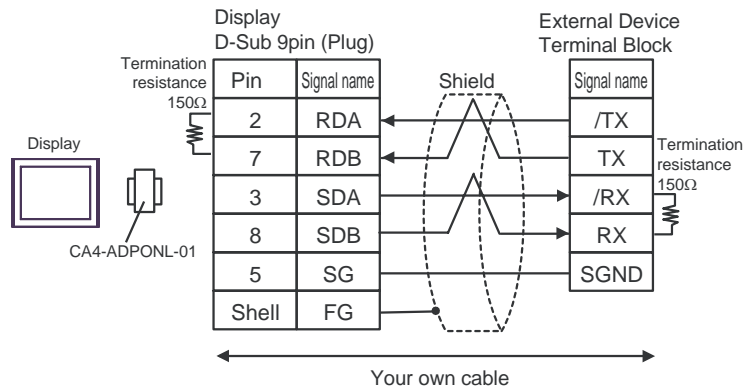 Display
D-Sub 9pin (Plug)
External Device
Terminal Block
Termination
resistance
150Ω
Pin
Signal name
Shield
Signal name
2
RDA
/TX
7
RDB
TX
Termination
resistance
150Ω
Display
3
SDA
/RX
8
SDB
RX
CA4-ADPONL-01
5
SG
SGND
Shell
FG
Your own cable